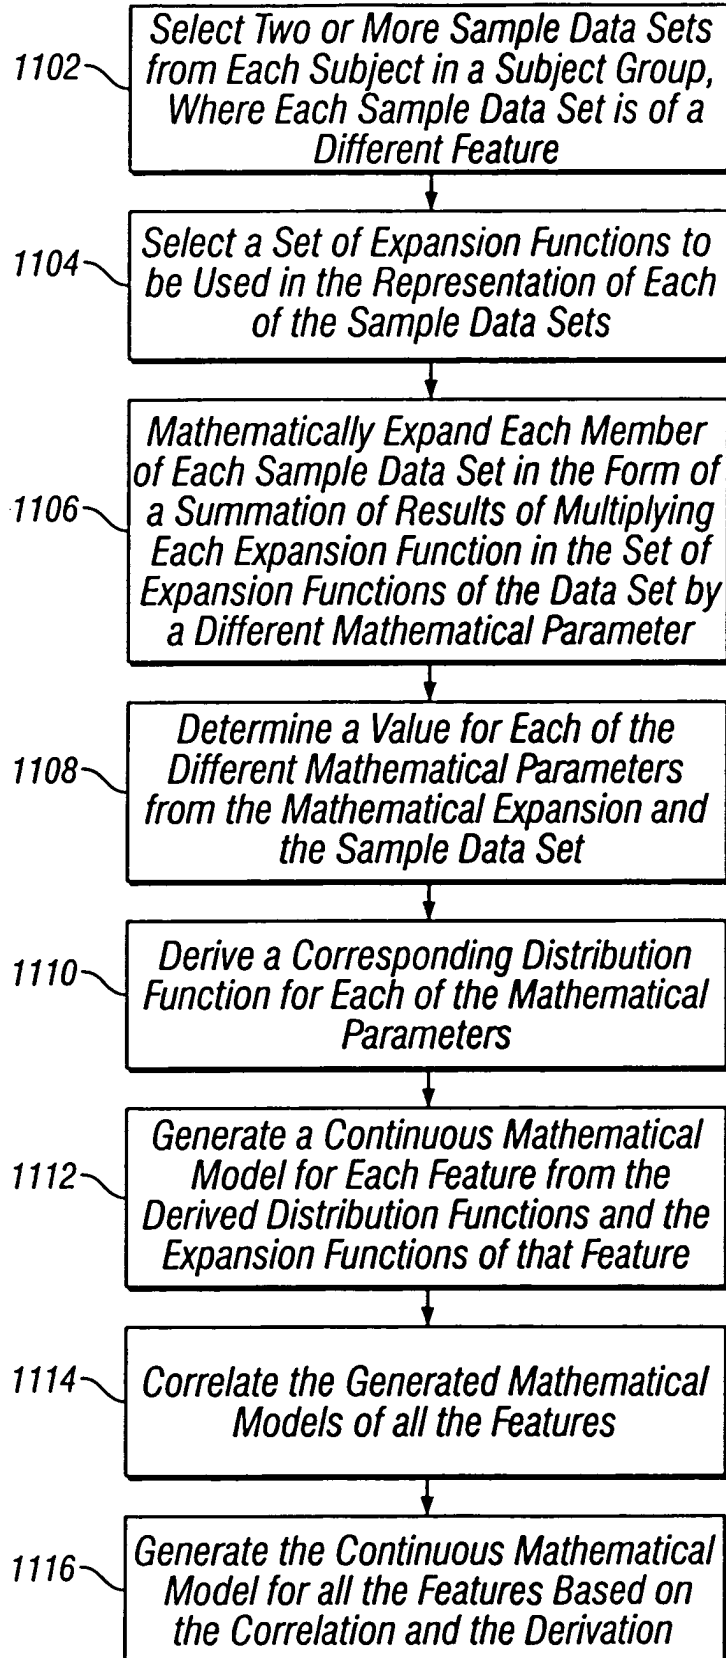 Select Two or More Sample Data Sets
1102
from Each Subject in a Subject Group,
Where Each Sample Data Set is of a
Different Feature
1104
Select a Set of Expansion Functions to
be Used in the Representation of Each
of the Sample Data Sets
Mathematically Expand Each Member
of Each Sample Data Set in the Form of
1106
a Summation of Results of Multiplying
Each Expansion Function in the Set of
Expansion Functions of the Data Set by
a Different Mathematical Parameter
Determine a Value for Each of the
1108
Different Mathematical Parameters
from the Mathematical Expansion and
the Sample Data Set
1110
Derive a Corresponding Distribution
Function for Each of the Mathematical
Parameters
Generate a Continuous Mathematical
1112
Model for Each Feature from the
Derived Distribution Functions and the
Expansion Functions of that Feature
1114
Correlate the Generated Mathematical
Models of all the Features
1116
Generate the Continuous Mathematical
Model for all the Features Based on
the Correlation and the Derivation